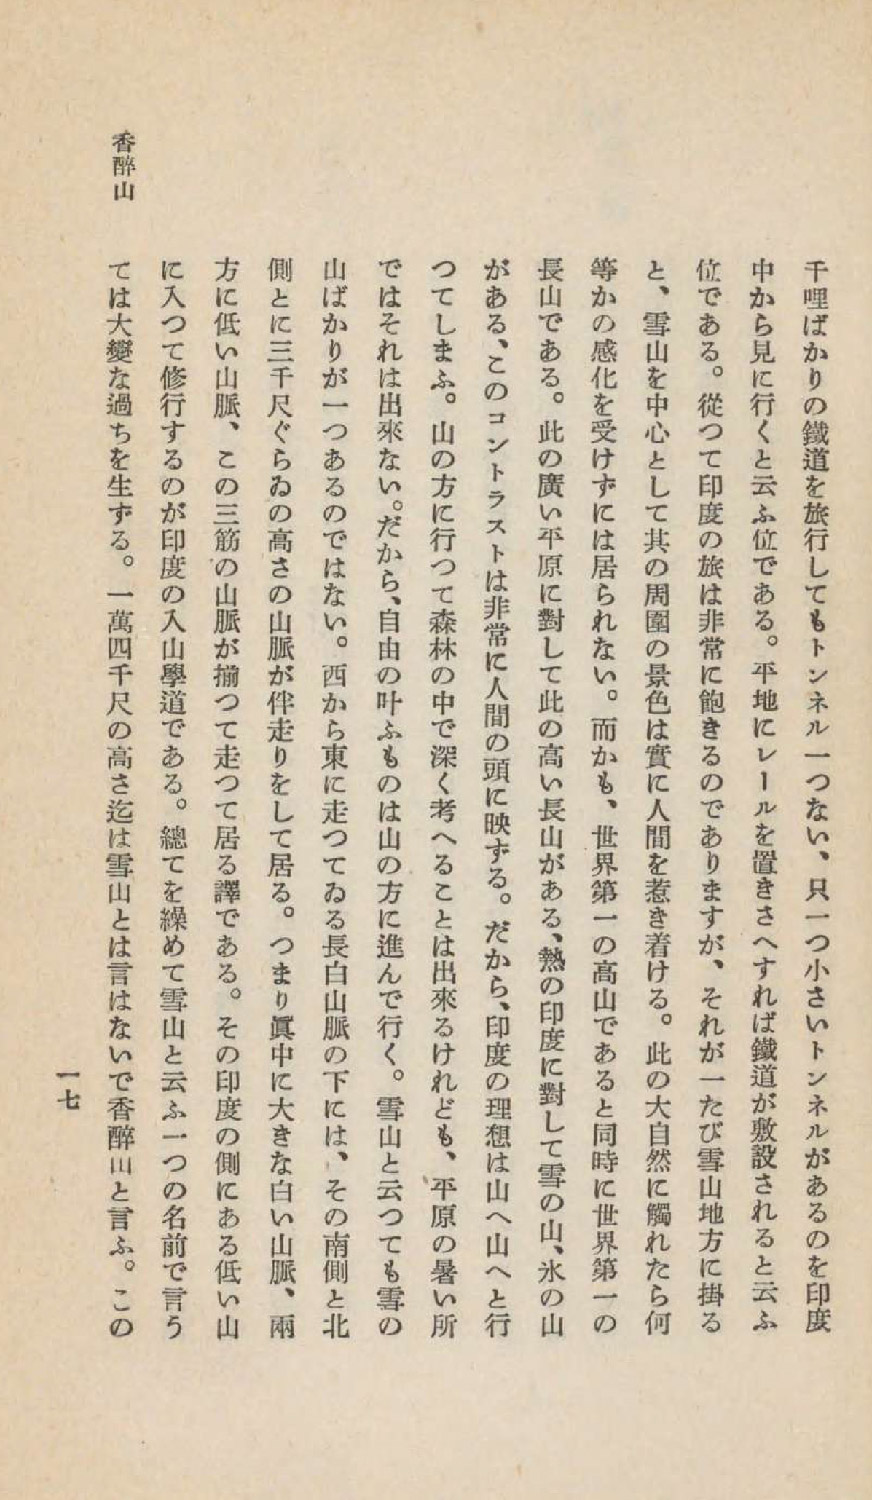 千哩ばかりの鐵道を旅行してもトンネル一つない、只一つ小さいトンネルがあるのを印度
中から見に行くと云ふ位である。平地にレールを置きさへすれば鐵道が敷設されると云ふ
位である。從つて印度の旅は非常に飽きるのでありますが、それが一たび雪山地方に掛る
と、雪山を中心として其の周圍の景色は實に人間を惹き着ける。此の大自然に觸れたら何
等かの感化を受けずには居られない。而かも、世界第一の高山であると同時に世界第一の
長山である。此の廣い平原に對して此の高い長山がある、熱の印度に對して雪の山、氷の山
がある、このコントラストは非常に人間の頭に映ずる。だから、印度の理想は山へ山へと行
つてしまふ。山の方に行つて森林の中で深く考へることは出來るけれども、平原の暑い所
ではそれは出來ない。だから、自由の叶ふものは山の方に進んで行く。雪山と云つても雪の
山ばかりが一つあるのではない。西から東に走つてゐる長白山脈の下には、その南側と北
側とに三千尺ぐらゐの高さの山脈が伴走りをして居る。つまり眞中に大きな白い山脈、兩
方に低い山脈、この三筋の山脈が揃つて走つて居る譯である。その印度の側にある低い山
に入つて修行するのが印度の入山學道である。總てを繰めて雪山と云ふ一つの名前で言う
ては大變な過ちを生ずる。一萬四千尺の高さ迄は雪山とは言はないで香醉山と言ふ。この
香醉山
一七